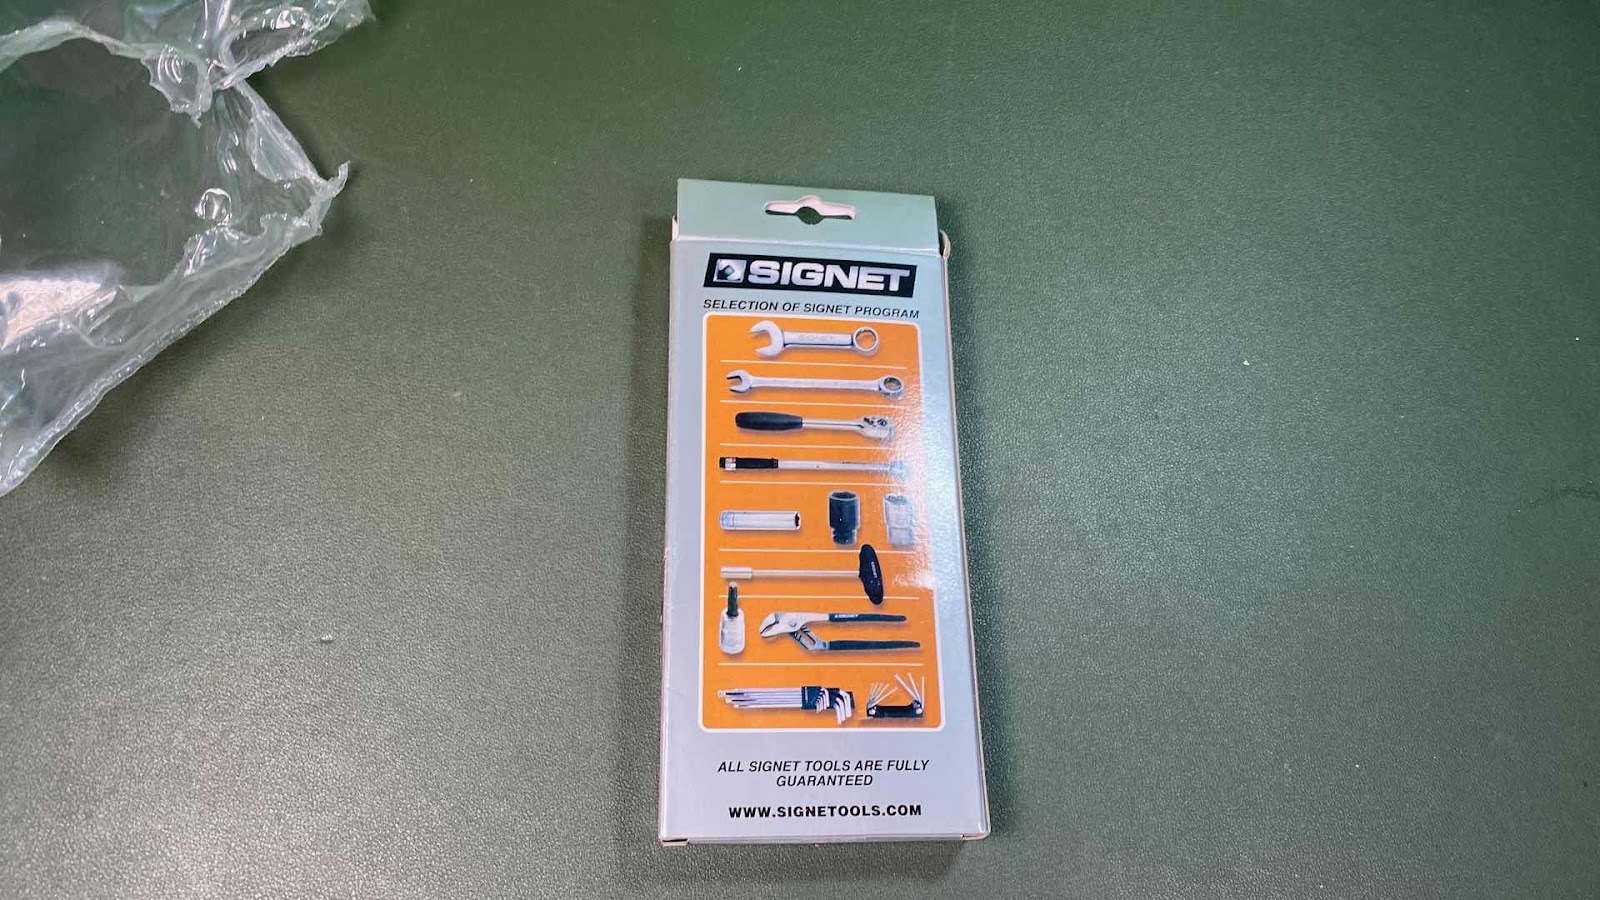 SIGNET
SELECTION OF SIGNET PROGRAM
ALL SIGNET TOOLS ARE FULLY
GUARANTEED
WWW.SIGNETOOLS.COM